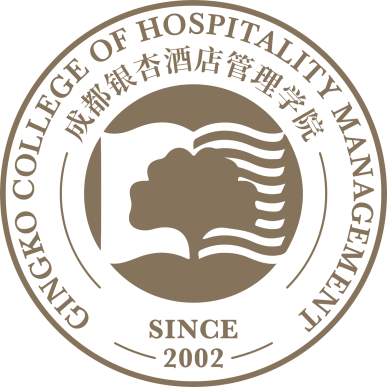 GINGKO COLLEGE OF HOSPITALITY MANAGEMENT
成都银杏酒店管理学院
SINCE
2002